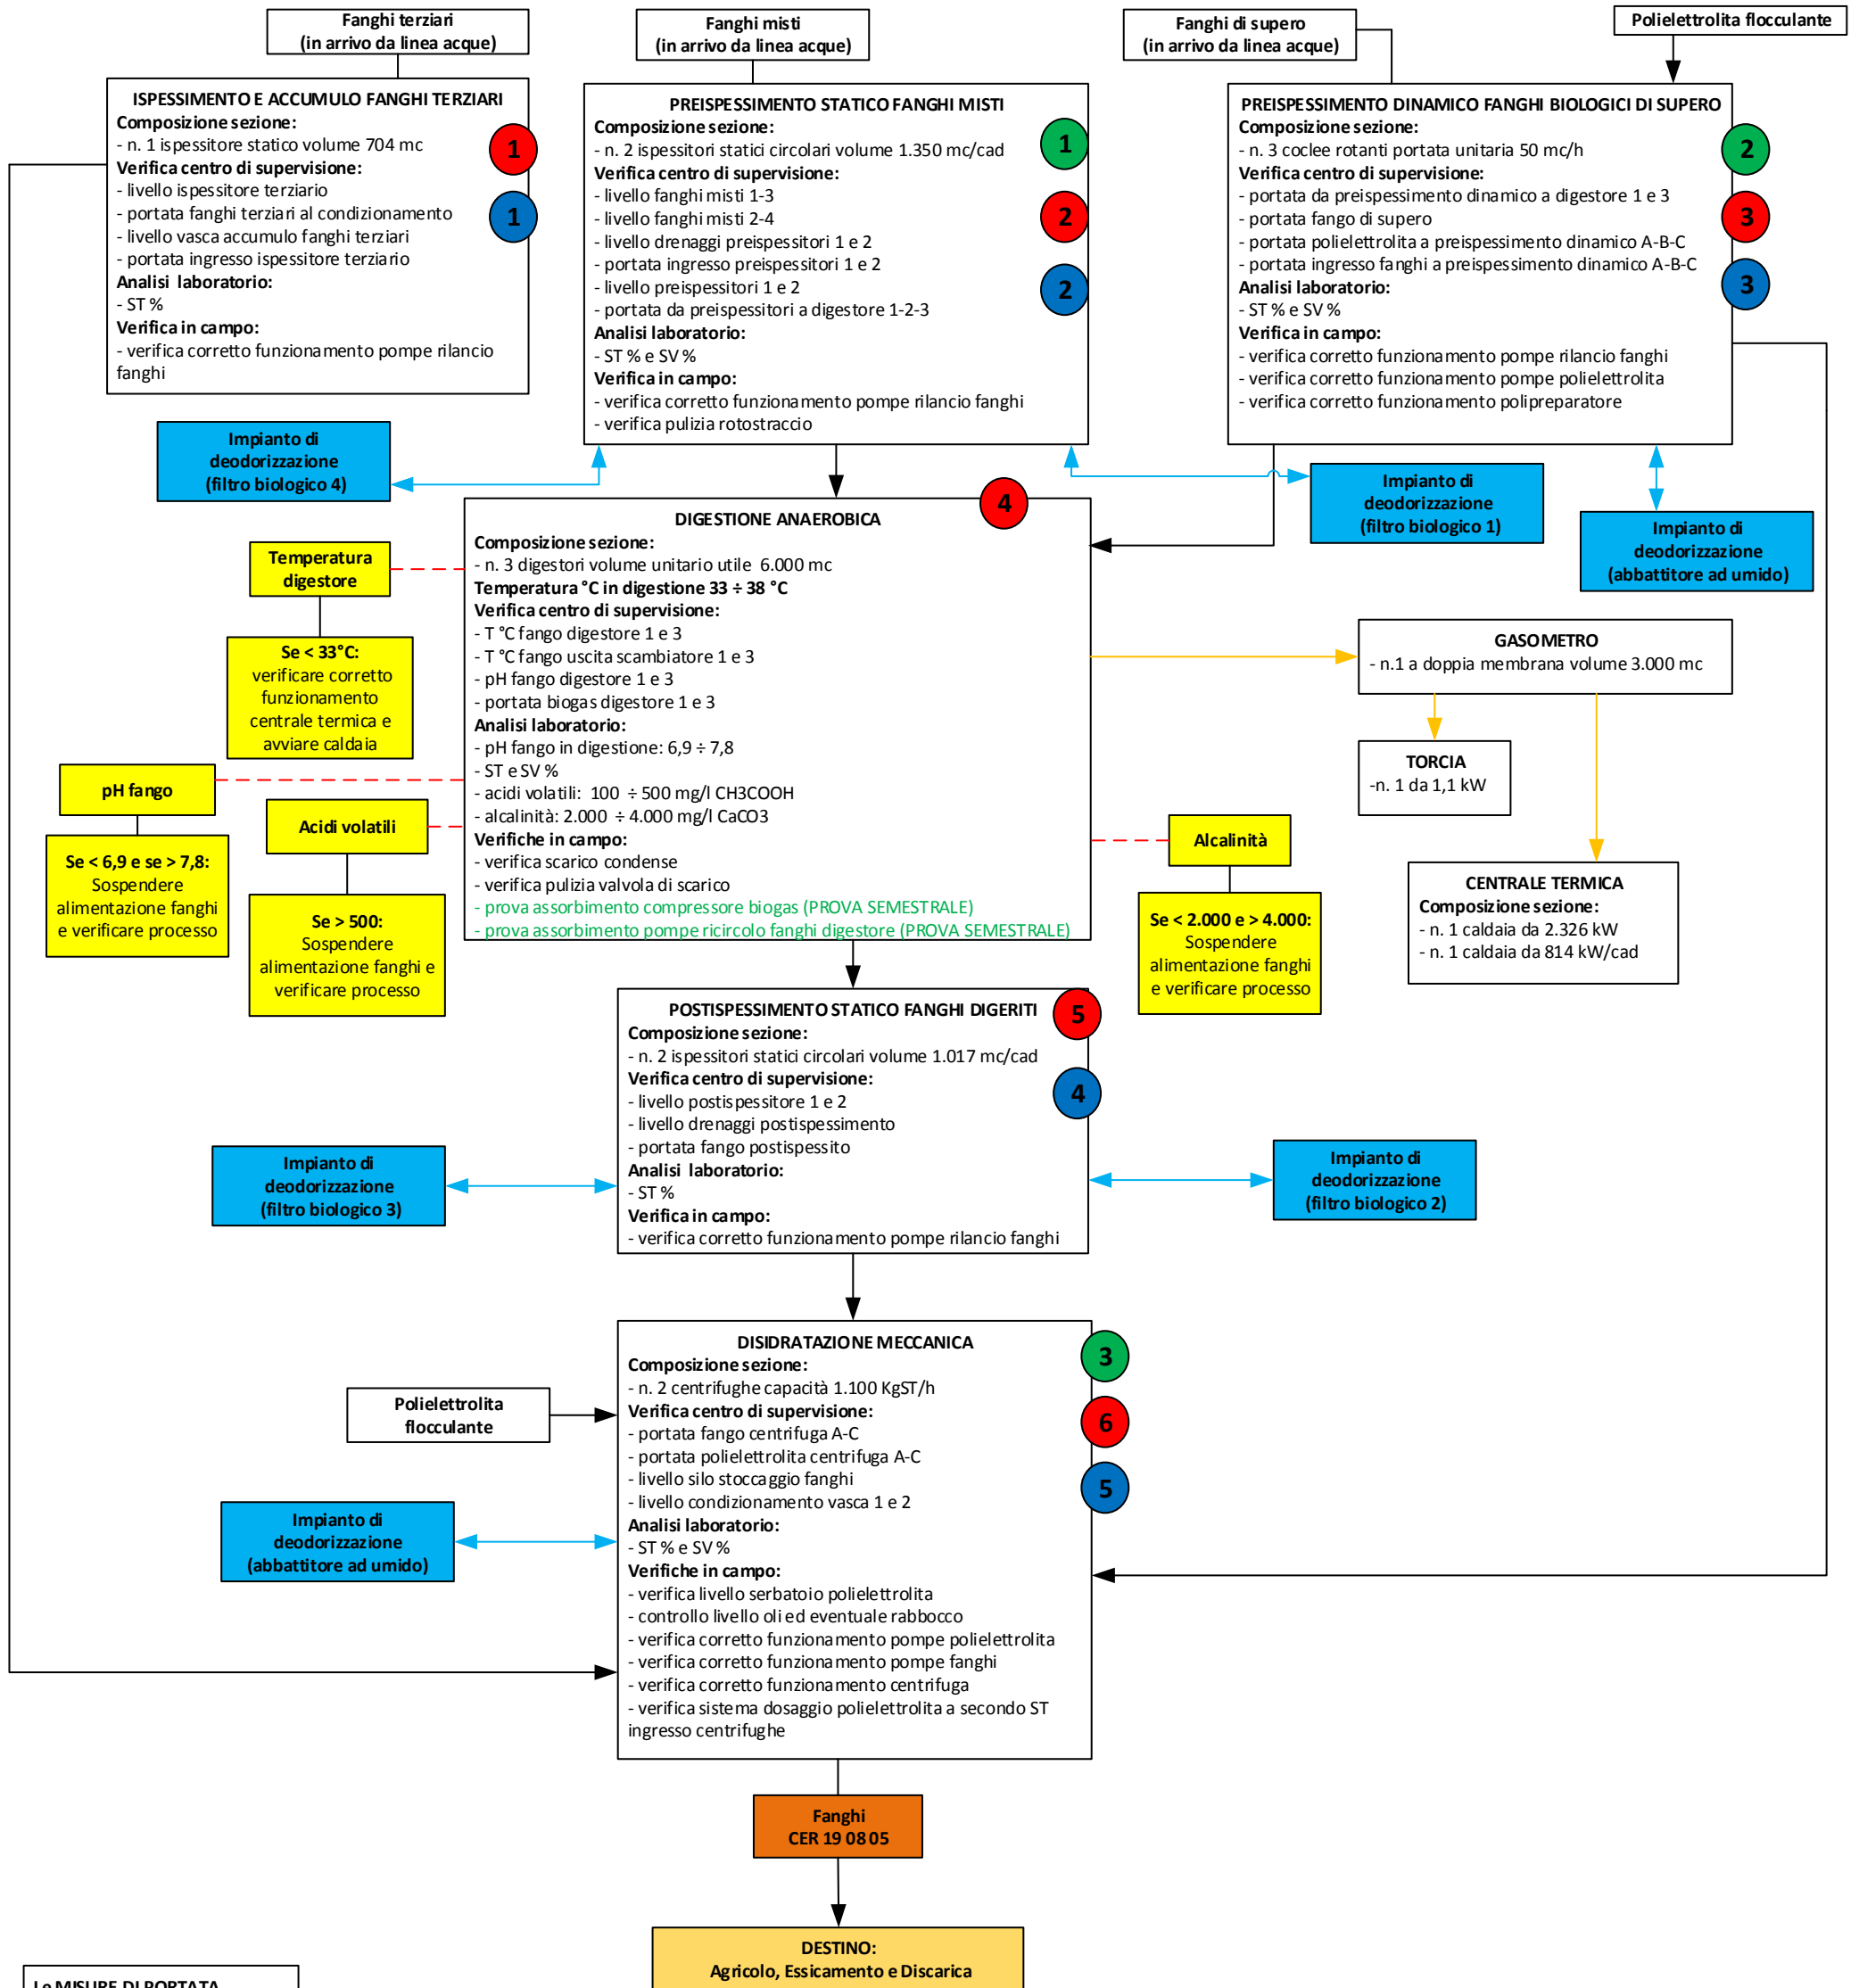 Fanghi terziari
(in arrivo da linea acque)
Fanghi misti
(in arrivo da linea acque)
Fanghi di supero
(in arrivo da linea acque)
Polielettrolita flocculante
ISPESSIMENTO E ACCUMULO FANGHI TERZIARI
Composizione sezione:
- n. 1 ispessitore statico volume 704 mc
Verifica centro di supervisione:
- livello ispessitore terziario
- portata fanghi terziari al condizionamento
- livello vasca accumulo fanghi terziari
- portata ingresso ispessitore terziario
Analisi laboratorio:
- ST %
Verifica in campo:
- verifica corretto funzionamento pompe rilancio
fanghi
1
1
PREISPESSIMENTO STATICO FANGHI MISTI
Composizione sezione:
- n. 2 ispessitori statici circolari volume 1.350 mc/cad
Verifica centro di supervisione:
- livello fanghi misti 1-3
- livello fanghi misti 2-4
- livello drenaggi preispessitori 1 e 2
- portata ingresso preispessitori 1 e 2
- livello preispessitori 1 e 2
- portata da preispessitori a digestore 1-2-3
Analisi laboratorio:
- ST % e SV %
Verifica in campo:
- verifica corretto funzionamento pompe rilancio fanghi
- verifica pulizia rotostraccio
1
2
2
PREISPESSIMENTO DINAMICO FANGHI BIOLOGICI DI SUPERO
Composizione sezione:
- n. 3 coclee rotanti portata unitaria 50 mc/h
Verifica centro di supervisione:
- portata da preispessimento dinamico a digestore 1 e 3
- portata fango di supero
- portata polielettrolita a preispessimento dinamico A-B-C
- portata ingresso fanghi a preispessimento dinamico A-B-C
Analisi laboratorio:
- ST % e SV %
Verifica in campo:
- verifica corretto funzionamento pompe rilancio fanghi
- verifica corretto funzionamento pompe polielettrolita
- verifica corretto funzionamento polipreparatore
2
3
3
Impianto di
deodorizzazione
(filtro biologico 4)
Impianto di
deodorizzazione
(filtro biologico 1)
Impianto di
deodorizzazione
(abbattitore ad umido)
DIGESTIONE ANAEROBICA
Composizione sezione:
- n. 3 digestori volume unitario utile 6.000 mc
Temperatura °C in digestione 33 ÷ 38 °C
Verifica centro di supervisione:
- T °C fango digestore 1 e 3
- T °C fango uscita scambiatore 1 e 3
- pH fango digestore 1 e 3
- portata biogas digestore 1 e 3
Analisi laboratorio:
- pH fango in digestione: 6,9 ÷ 7,8
- ST e SV %
- acidi volatili: 100 ÷ 500 mg/l CH3COOH
- alcalinità: 2.000 ÷ 4.000 mg/l CaCO3
Verifiche in campo:
- verifica scarico condense
- verifica pulizia valvola di scarico
- prova assorbimento compressore biogas (PROVA SEMESTRALE)
- prova assorbimento pompe ricircolo fanghi digestore (PROVA SEMESTRALE)
4
Temperatura
digestore
Se < 33°C:
verificare corretto
funzionamento
centrale termica e
avviare caldaia
pH fango
Se < 6,9 e se > 7,8:
Sospendere
alimentazione fanghi
e verificare processo
Acidi volatili
Se > 500:
Sospendere
alimentazione fanghi e
verificare processo
Alcalinità
Se < 2.000 e > 4.000:
Sospendere
alimentazione fanghi
e verificare processo
GASOMETRO
- n.1 a doppia membrana volume 3.000 mc
TORCIA
-n. 1 da 1,1 kW
CENTRALE TERMICA
Composizione sezione:
- n. 1 caldaia da 2.326 kW
- n. 1 caldaia da 814 kW/cad
POSTISPESSIMENTO STATICO FANGHI DIGERITI
Composizione sezione:
- n. 2 ispessitori statici circolari volume 1.017 mc/cad
Verifica centro di supervisione:
- livello postispessitore 1 e 2
- livello drenaggi postispessimento
- portata fango postispessito
Analisi laboratorio:
- ST %
Verifica in campo:
- verifica corretto funzionamento pompe rilancio fanghi
5
4
Impianto di
deodorizzazione
(filtro biologico 3)
Impianto di
deodorizzazione
(filtro biologico 2)
DISIDRATAZIONE MECCANICA
Composizione sezione:
- n. 2 centrifughe capacità 1.100 KgST/h
Verifica centro di supervisione:
- portata fango centrifuga A-C
- portata polielettrolita centrifuga A-C
- livello silo stoccaggio fanghi
- livello condizionamento vasca 1 e 2
Analisi laboratorio:
- ST % e SV %
Verifiche in campo:
- verifica livello serbatoio polielettrolita
- controllo livello oli ed eventuale rabbocco
- verifica corretto funzionamento pompe polielettrolita
- verifica corretto funzionamento pompe fanghi
- verifica corretto funzionamento centrifuga
- verifica sistema dosaggio polielettrolita a secondo ST
ingresso centrifughe
3
6
5
Polielettrolita
flocculante
Impianto di
deodorizzazione
(abbattitore ad umido)
Fanghi
CER 19 08 05
DESTINO:
Agricolo, Essicamento e Discarica
Le MISURE DI PORTATA